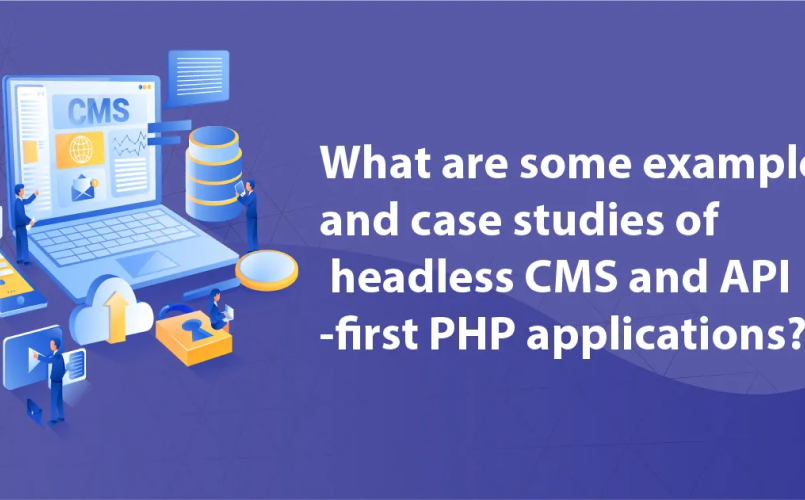 CMS
What are some example
and case studies of
headless CMS and API
-first PHP applications?